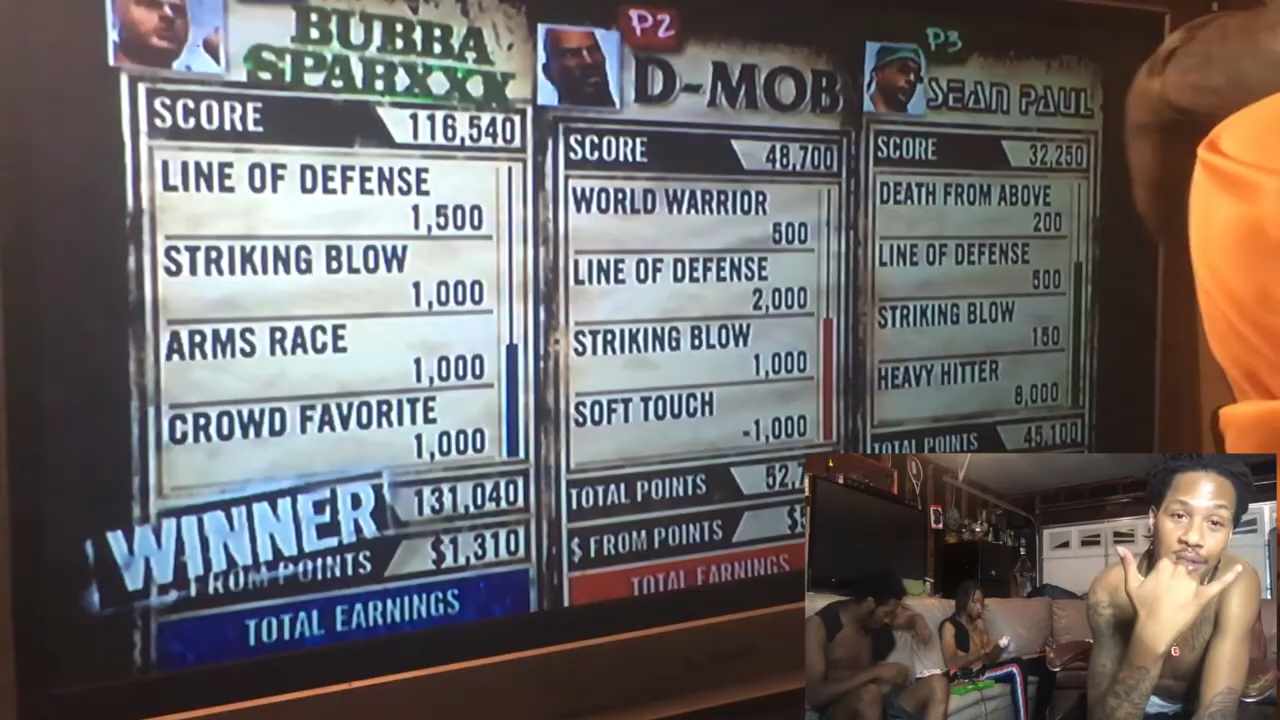 BUBBA
SPARXXX
SCORE
116,540
LINE OF DEFENSE
1,500
STRIKING BLOW
1,000
ARMS RACE
1,000
CROWD FAVORITE
1,000
WINNER
131,040
FROM POINTS
$1,310
TOTAL EARNINGS
P2
D-MOB
SCORE
48,700
WORLD WARRIOR
500
LINE OF DEFENSE
2,000
STRIKING BLOW
1,000
SOFT TOUCH
-1,000
TOTAL POINTS
52,7
$ FROM POINTS
TOTAL EARNINGS
P3
SEAN PAUL
SCORE
32,250
DEATH FROM ABOVE
200
LINE OF DEFENSE
500
STRIKING BLOW
150
HEAVY HITTER
8,000
TOTAL POINTS
45,100